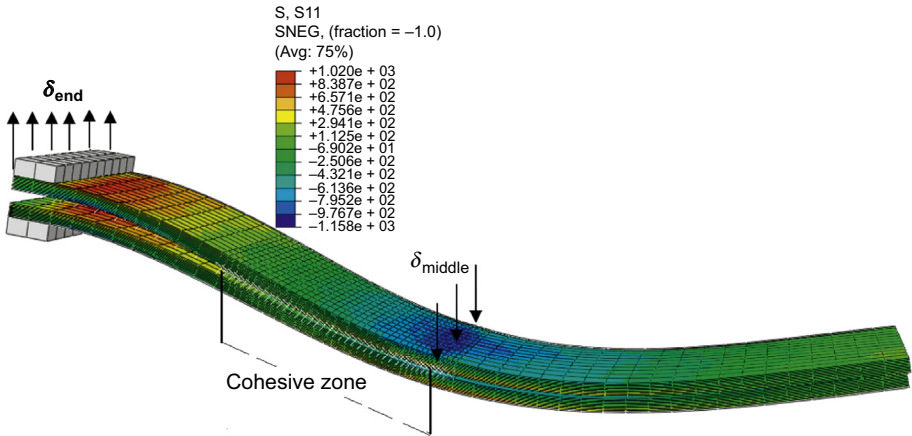 S, S11
SNEG, (fraction = –1.0)
(Avg: 75%)
+1.020e + 03
+8.387e + 02
+6.571e + 02
+4.756e + 02
+2.941e + 02
+1.125e + 02
–6.902e + 01
–2.506e + 02
–4.321e + 02
–6.136e + 02
–7.952e + 02
–9.767e + 02
–1.158e + 03
δend
δmiddle
Cohesive zone